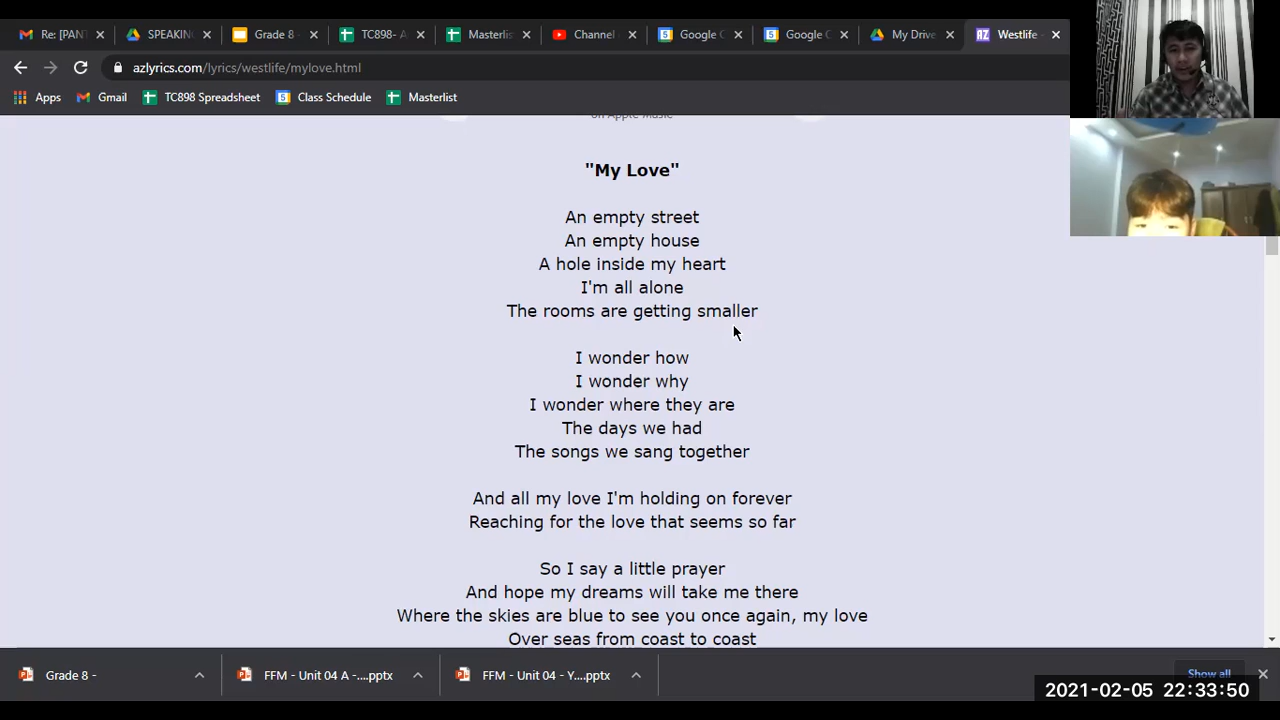 Re: [PAN
SPEAKIN
Grade 8 -
TC898- A
Masterlis
Channel
Google C
Google C
My Drive
Westlife -
azlyrics.com/lyrics/westlife/mylove.html
Apps
Gmail
TC898 Spreadsheet
Class Schedule
Masterlist
on Apple Music
"My Love"
An empty street
An empty house
A hole inside my heart
I'm all alone
The rooms are getting smaller
I wonder how
I wonder why
I wonder where they are
The days we had
The songs we sang together
And all my love I'm holding on forever
Reaching for the love that seems so far
So I say a little prayer
And hope my dreams will take me there
Where the skies are blue to see you once again, my love
Over seas from coast to coast
Grade 8 -
FFM - Unit 04 A -....pptx
FFM - Unit 04 - Y....pptx
Show all
2021-02-05 22:33:50